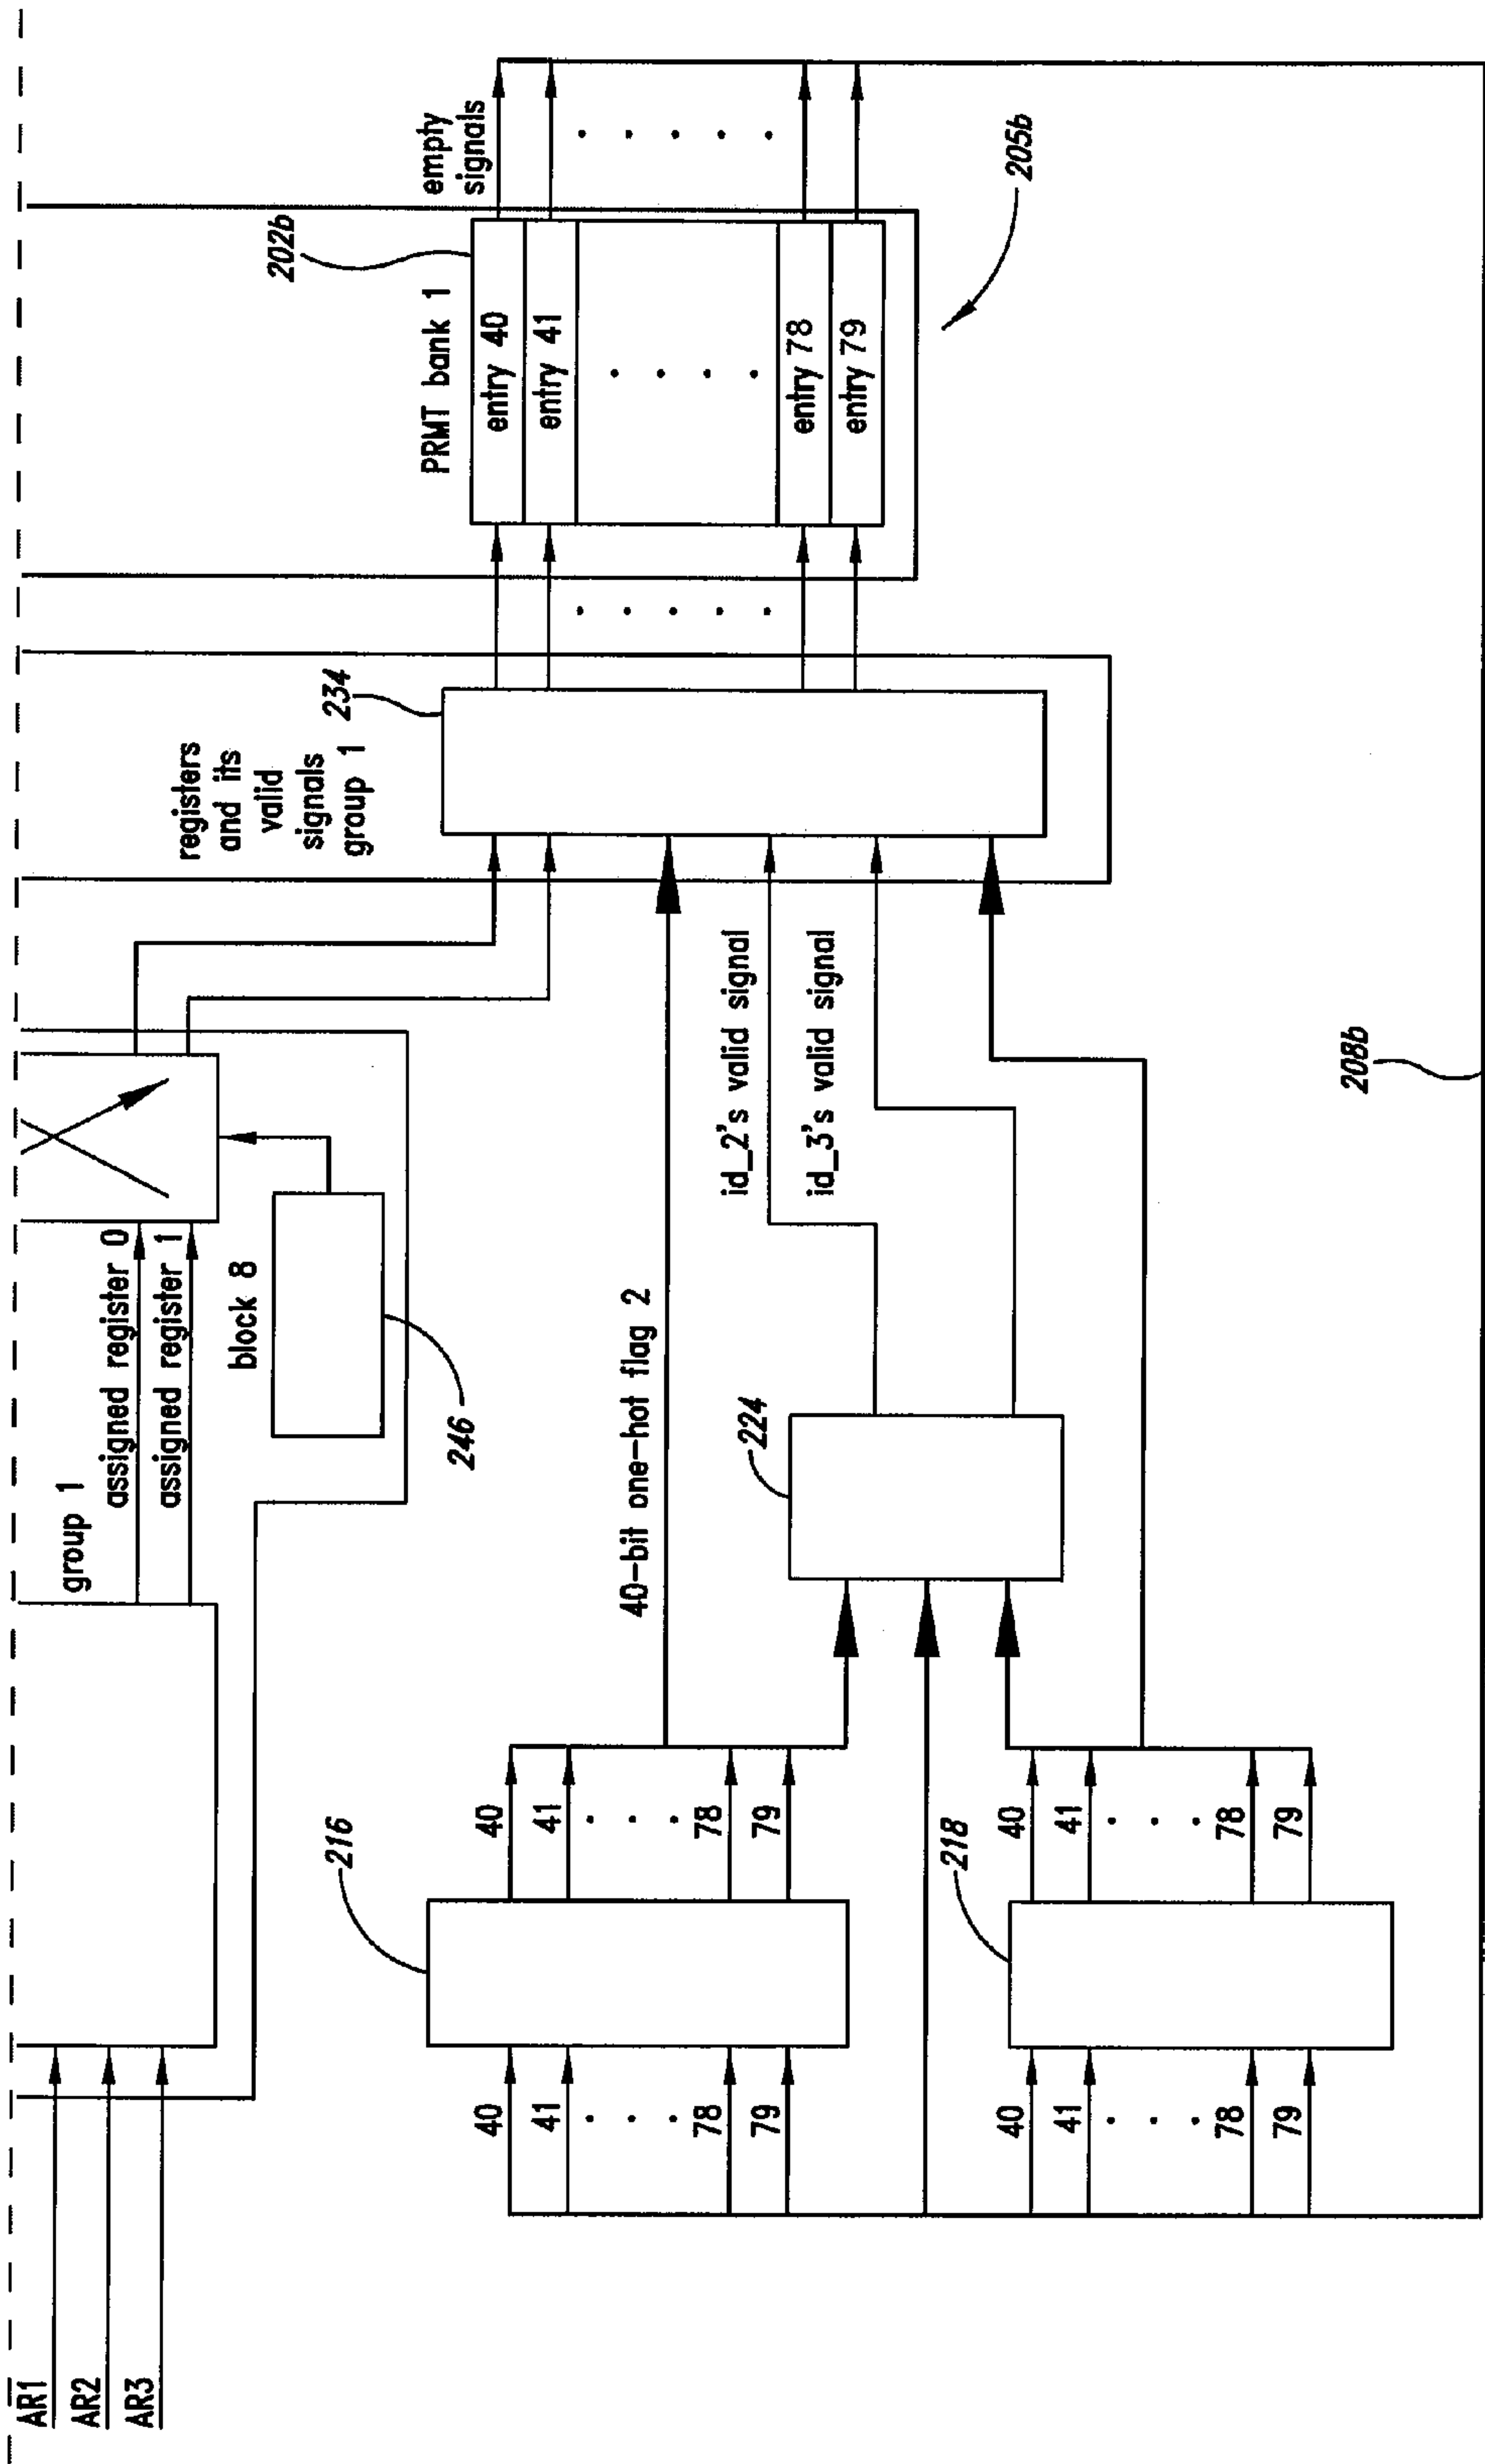 AR1
AR2
AR3
group 1
assigned register 0
assigned register 1
block 8
246
registers
and its
valid
signals
group 1
234
202b
PRMT bank 1
entry 40
entry 41
entry 78
entry 79
empty
signals
205b
216
40
41
78
79
40
41
78
79
40-bit one-hot flag 2
224
id_2's valid signal
id_3's valid signal
218
40
41
78
79
40
41
78
79
208b